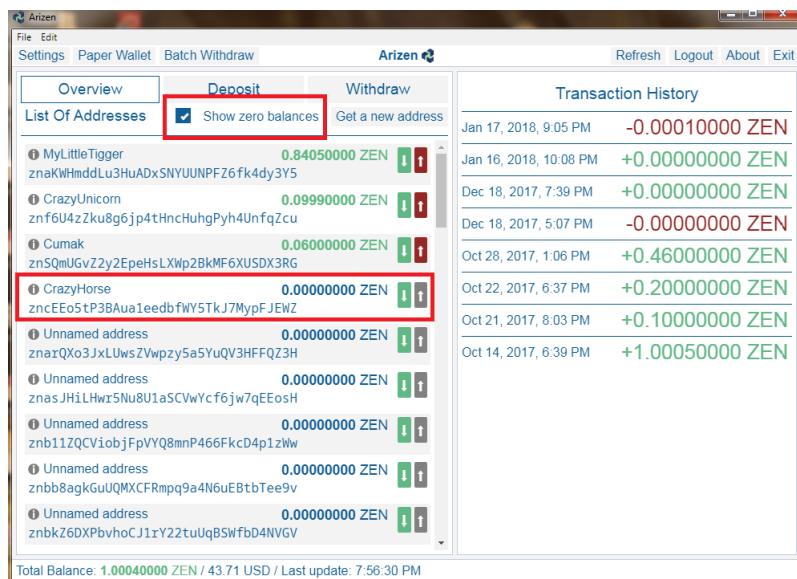 Arizen
File Edit
Settings Paper Wallet Batch Withdraw Arizen Refresh Logout About Exit
Overview Deposit Withdraw
List Of Addresses Show zero balances Get a new address
MyLittleTigger 0.84050000 ZEN
znaKWHmddLu3HuADxSNYUUNPFZ6fk4dy3Y5
CrazyUnicorn 0.09990000 ZEN
znf6U4zZku8g6jp4tHncHuhgPyh4UnfqZcu
Cumak 0.06000000 ZEN
znSQmUGvZ2y2EpeHsLXWp2BkMF6XUSDX3RG
CrazyHorse 0.00000000 ZEN
zncEEo5tP3BAua1eedbfWY5TkJ7MypFJEWZ
Unnamed address 0.00000000 ZEN
znarQXo3JxLUwsZVwpzy5a5YuQV3HFFQZ3H
Unnamed address 0.00000000 ZEN
znasJHiLHwr5Nu8U1aSCVwYcf6jw7qEEosH
Unnamed address 0.00000000 ZEN
znb11ZQCViobjFpVYQ8mnP466FkcD4p1zWw
Unnamed address 0.00000000 ZEN
znbb8agkGuUQMXCFRmpq9a4N6uEBtbTee9v
Unnamed address 0.00000000 ZEN
znbkZ6DXPbvhoCJ1rY22tuUqBSWfbD4NVGV
Transaction History
Jan 17, 2018, 9:05 PM -0.00010000 ZEN
Jan 16, 2018, 10:08 PM +0.00000000 ZEN
Dec 18, 2017, 7:39 PM +0.00000000 ZEN
Dec 18, 2017, 5:07 PM -0.00000000 ZEN
Oct 28, 2017, 1:06 PM +0.46000000 ZEN
Oct 22, 2017, 6:37 PM +0.20000000 ZEN
Oct 21, 2017, 8:03 PM +0.10000000 ZEN
Oct 14, 2017, 6:39 PM +1.00050000 ZEN
Total Balance: 1.00040000 ZEN / 43.71 USD / Last update: 7:56:30 PM